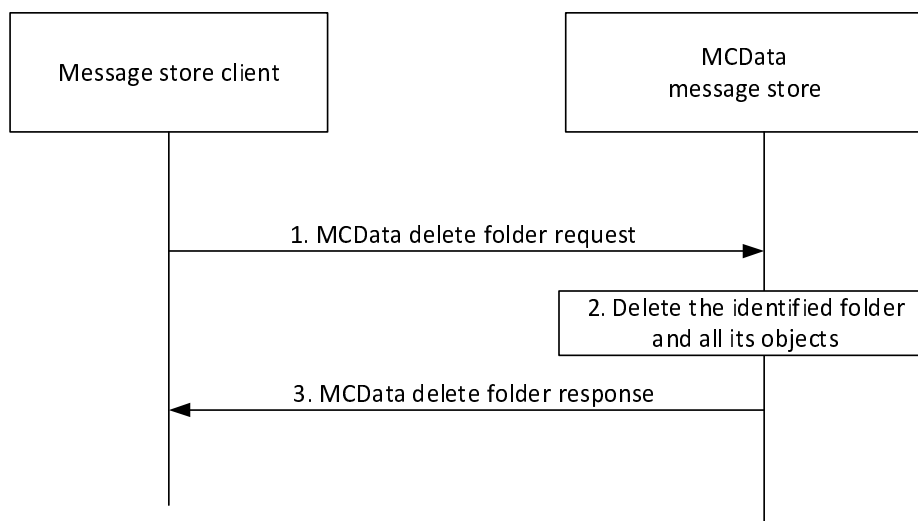 Message store client
MCData
message store
1. MCData delete folder request
2. Delete the identified folder
and all its objects
3. MCData delete folder response